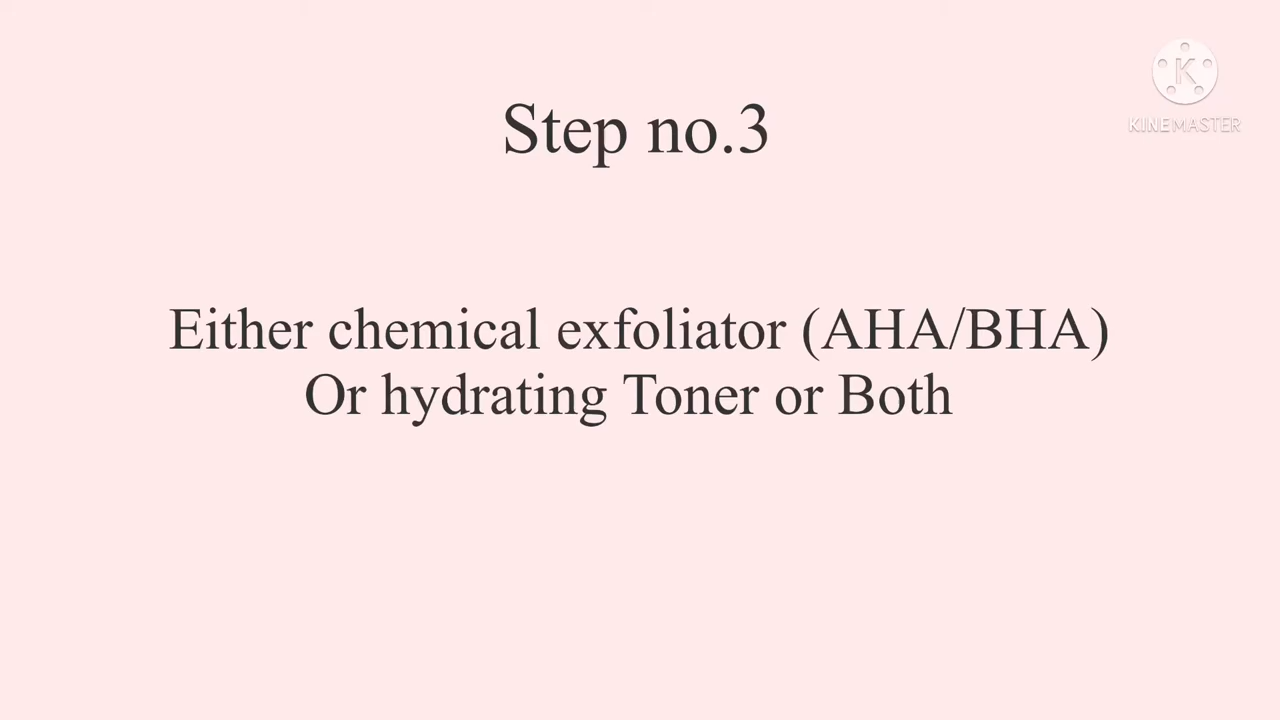 K
KINEMASTER
Step no.3
Either chemical exfoliator (AHA/BHA)
Or hydrating Toner or Both